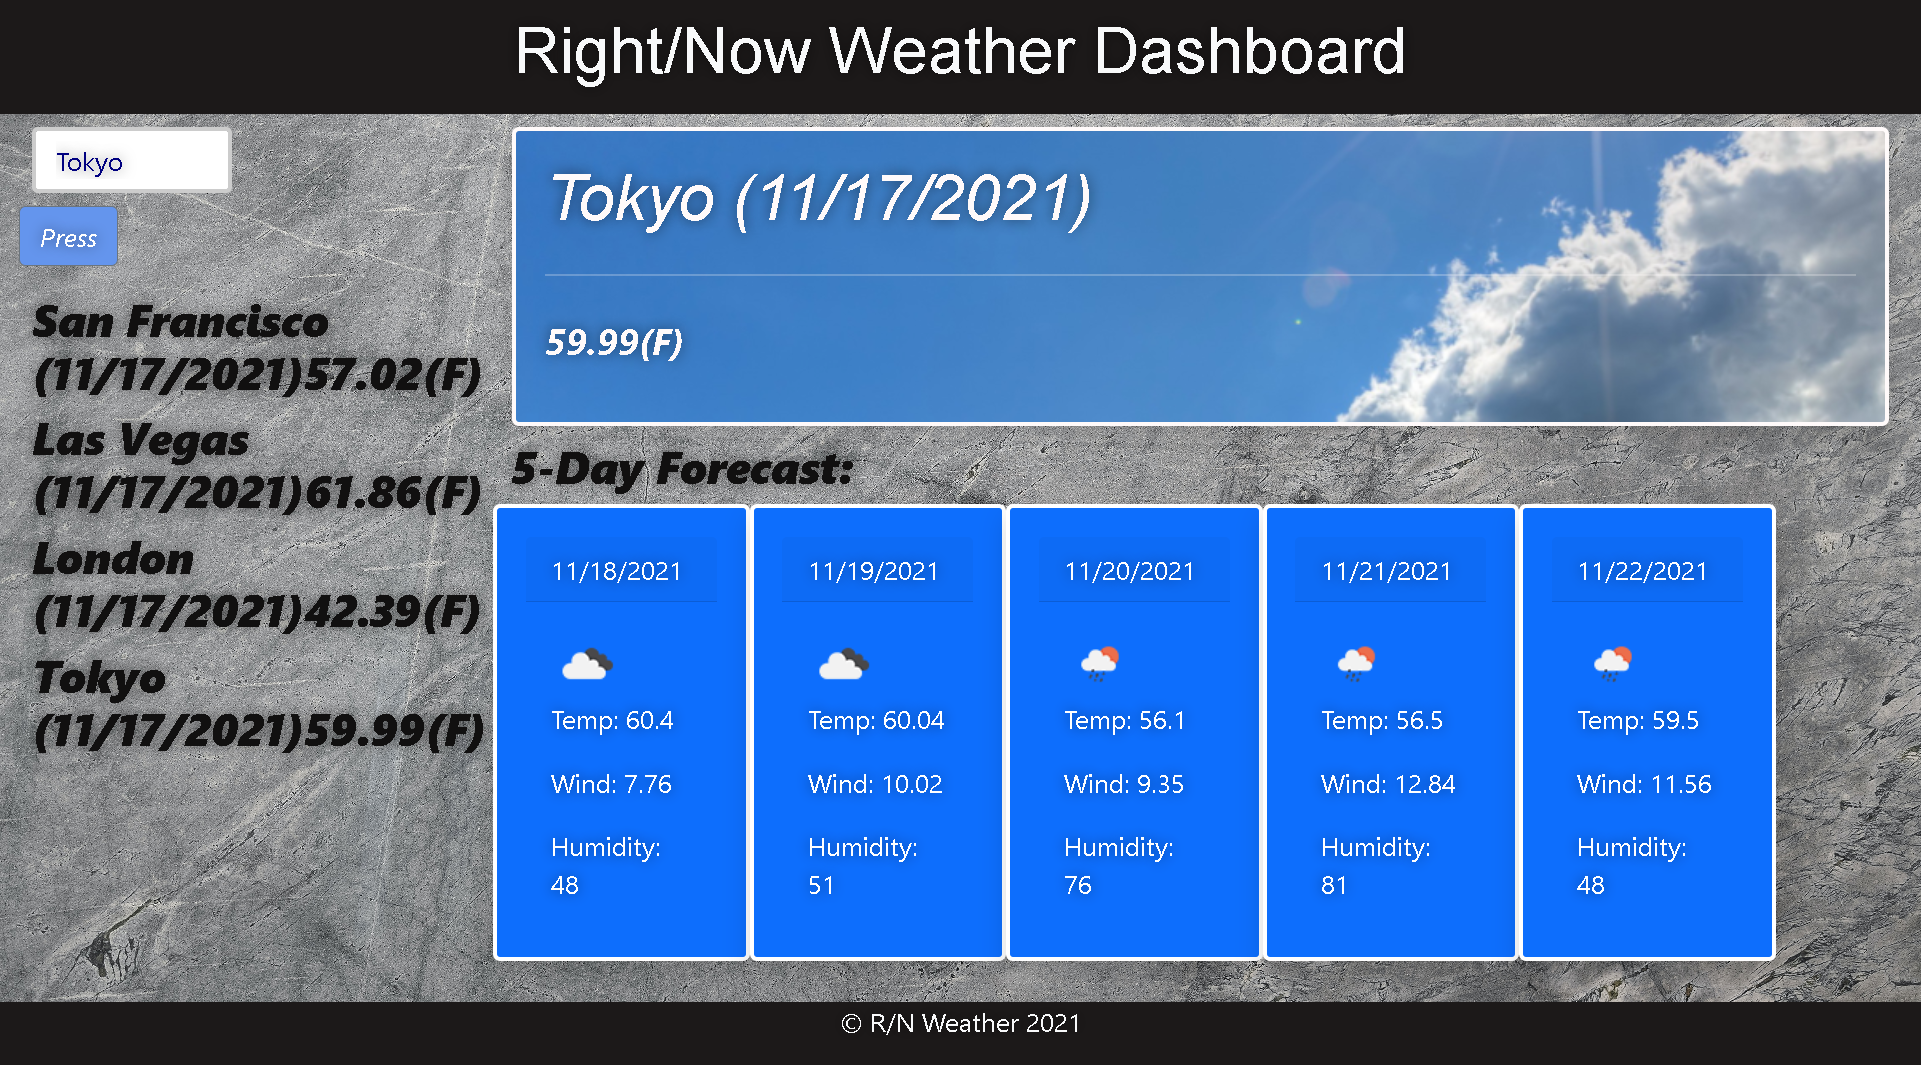 Right/Now Weather Dashboard
Tokyo
Press
San Francisco
(11/17/2021)57.02(F)
Las Vegas
(11/17/2021)61.86(F)
London
(11/17/2021)42.39(F)
Tokyo
(11/17/2021)59.99(F)
Tokyo (11/17/2021)
59.99(F)
5-Day Forecast:
11/18/2021
Temp: 60.4
Wind: 7.76
Humidity:
48
11/19/2021
Temp: 60.04
Wind: 10.02
Humidity:
51
11/20/2021
Temp: 56.1
Wind: 9.35
Humidity:
76
11/21/2021
Temp: 56.5
Wind: 12.84
Humidity:
81
11/22/2021
Temp: 59.5
Wind: 11.56
Humidity:
48
© R/N Weather 2021